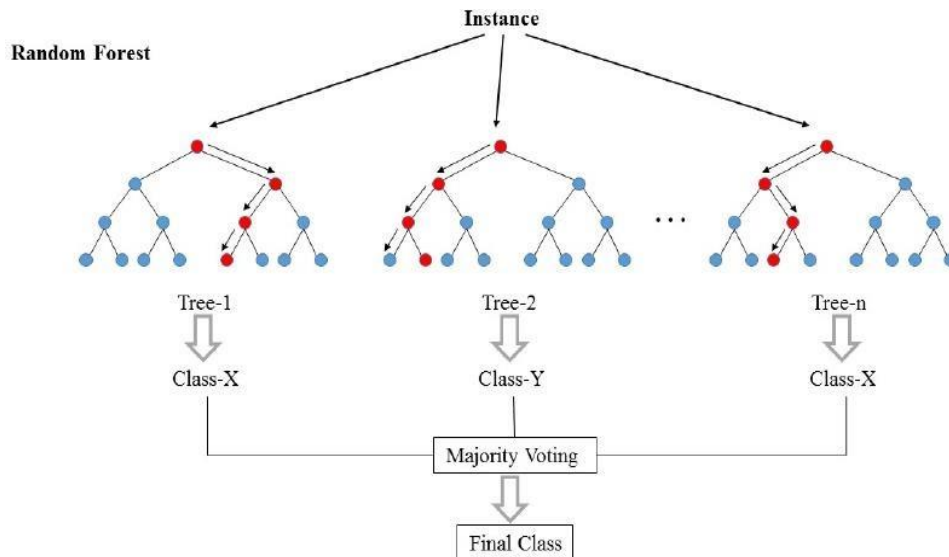 Instance
Random Forest
...
Tree-1 Tree-2 Tree-n
Class-X Class-Y Class-X
Majority Voting
Final Class